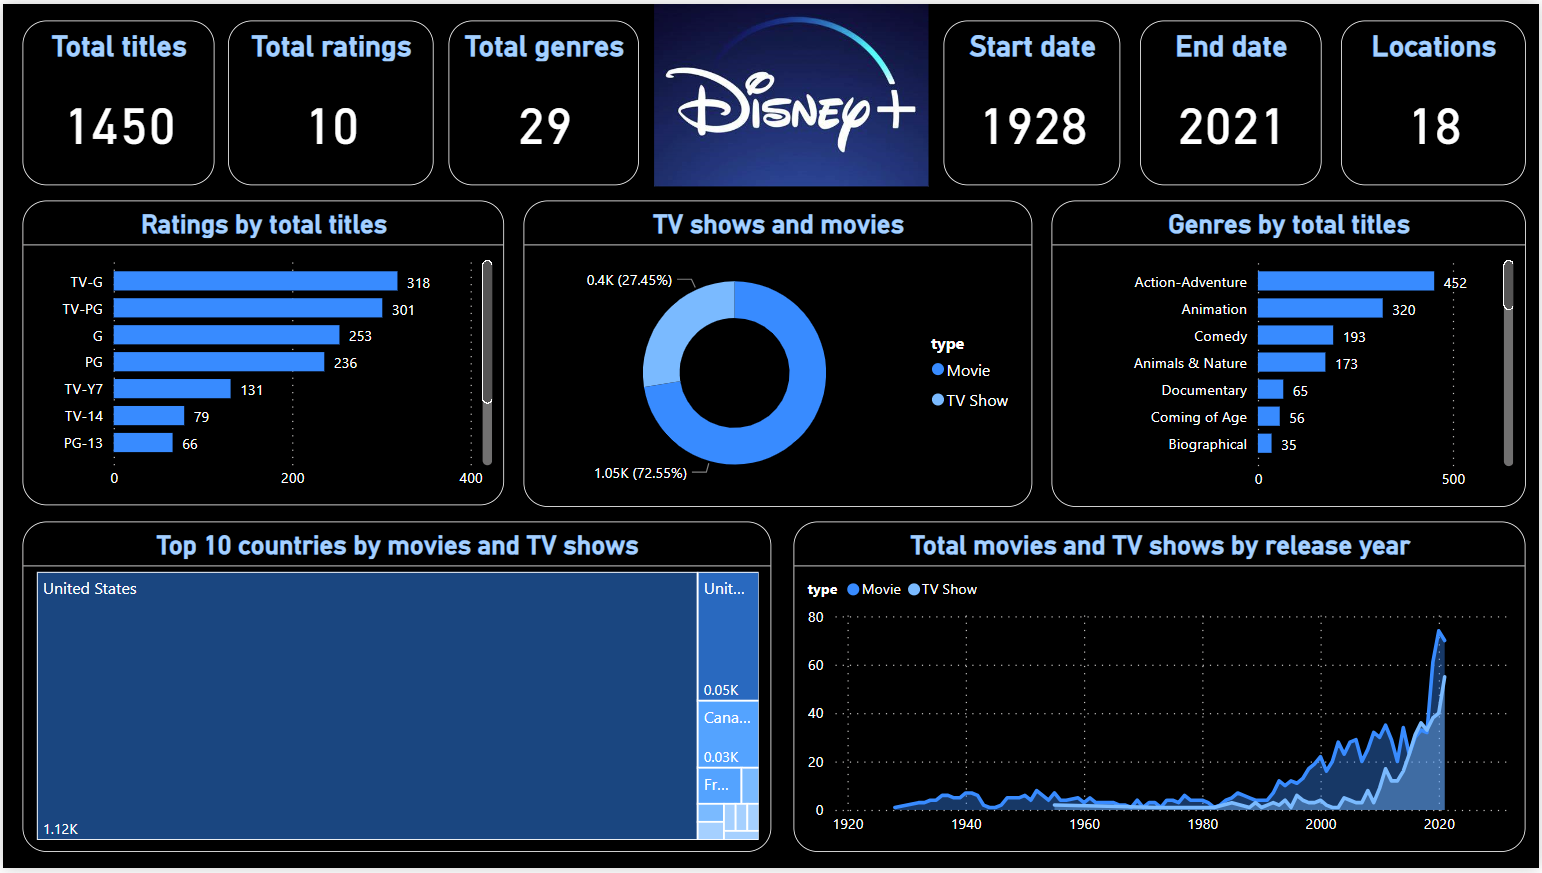 Total titles
1450
Total ratings
10
Total genres
29
Disney+
Start date
1928
End date
2021
Locations
18
Ratings by total titles
TV-G 318
TV-PG 301
G 253
PG 236
TV-Y7 131
TV-14 79
PG-13 66
0 200 400
TV shows and movies
0.4K (27.45%)
1.05K (72.55%)
type
Movie
TV Show
Genres by total titles
Action-Adventure 452
Animation 320
Comedy 193
Animals & Nature 173
Documentary 65
Coming of Age 56
Biographical 35
0 500
Top 10 countries by movies and TV shows
United States
1.12K
Unit...
0.05K
Cana...
0.03K
Fr...
Total movies and TV shows by release year
type Movie TV Show
80
60
40
20
0
1920 1940 1960 1980 2000 2020